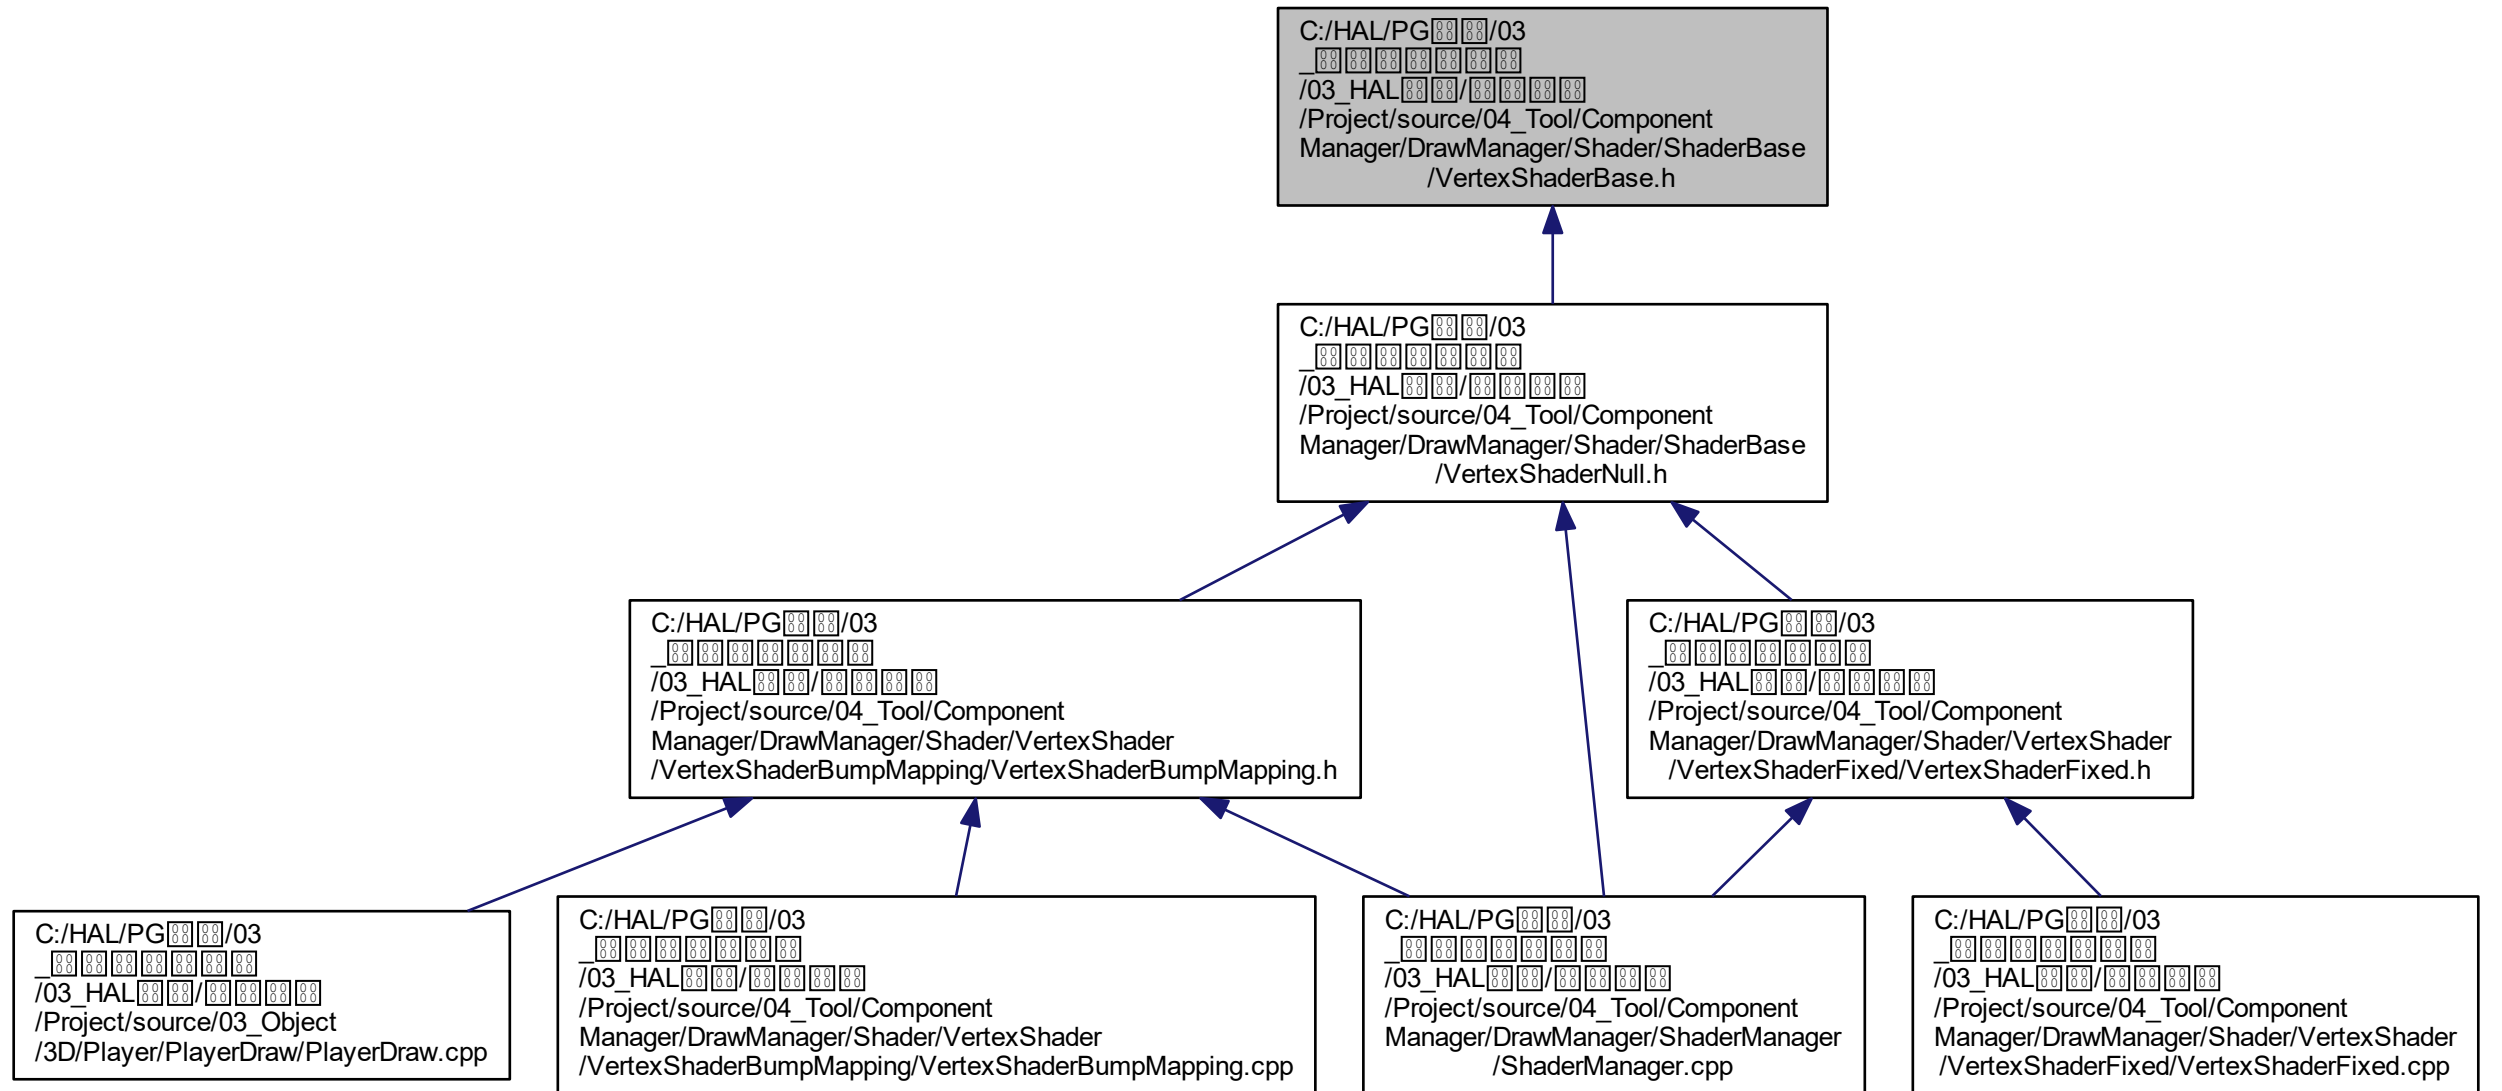 C:/HAL/PG/03
_
/03_HAL/
/Project/source/04_Tool/Component
Manager/DrawManager/Shader/ShaderBase
/VertexShaderBase.h
C:/HAL/PG/03
_
/03_HAL/
/Project/source/04_Tool/Component
Manager/DrawManager/Shader/ShaderBase
/VertexShaderNull.h
C:/HAL/PG/03
_
/03_HAL/
/Project/source/04_Tool/Component
Manager/DrawManager/Shader/VertexShader
/VertexShaderBumpMapping/VertexShaderBumpMapping.h
C:/HAL/PG/03
_
/03_HAL/
/Project/source/04_Tool/Component
Manager/DrawManager/Shader/VertexShader
/VertexShaderFixed/VertexShaderFixed.h
C:/HAL/PG/03
_
/03_HAL/
/Project/source/03_Object
/3D/Player/PlayerDraw/PlayerDraw.cpp
C:/HAL/PG/03
_
/03_HAL/
/Project/source/04_Tool/Component
Manager/DrawManager/Shader/VertexShader
/VertexShaderBumpMapping/VertexShaderBumpMapping.cpp
C:/HAL/PG/03
_
/03_HAL/
/Project/source/04_Tool/Component
Manager/DrawManager/ShaderManager
/ShaderManager.cpp
C:/HAL/PG/03
_
/03_HAL/
/Project/source/04_Tool/Component
Manager/DrawManager/Shader/VertexShader
/VertexShaderFixed/VertexShaderFixed.cpp